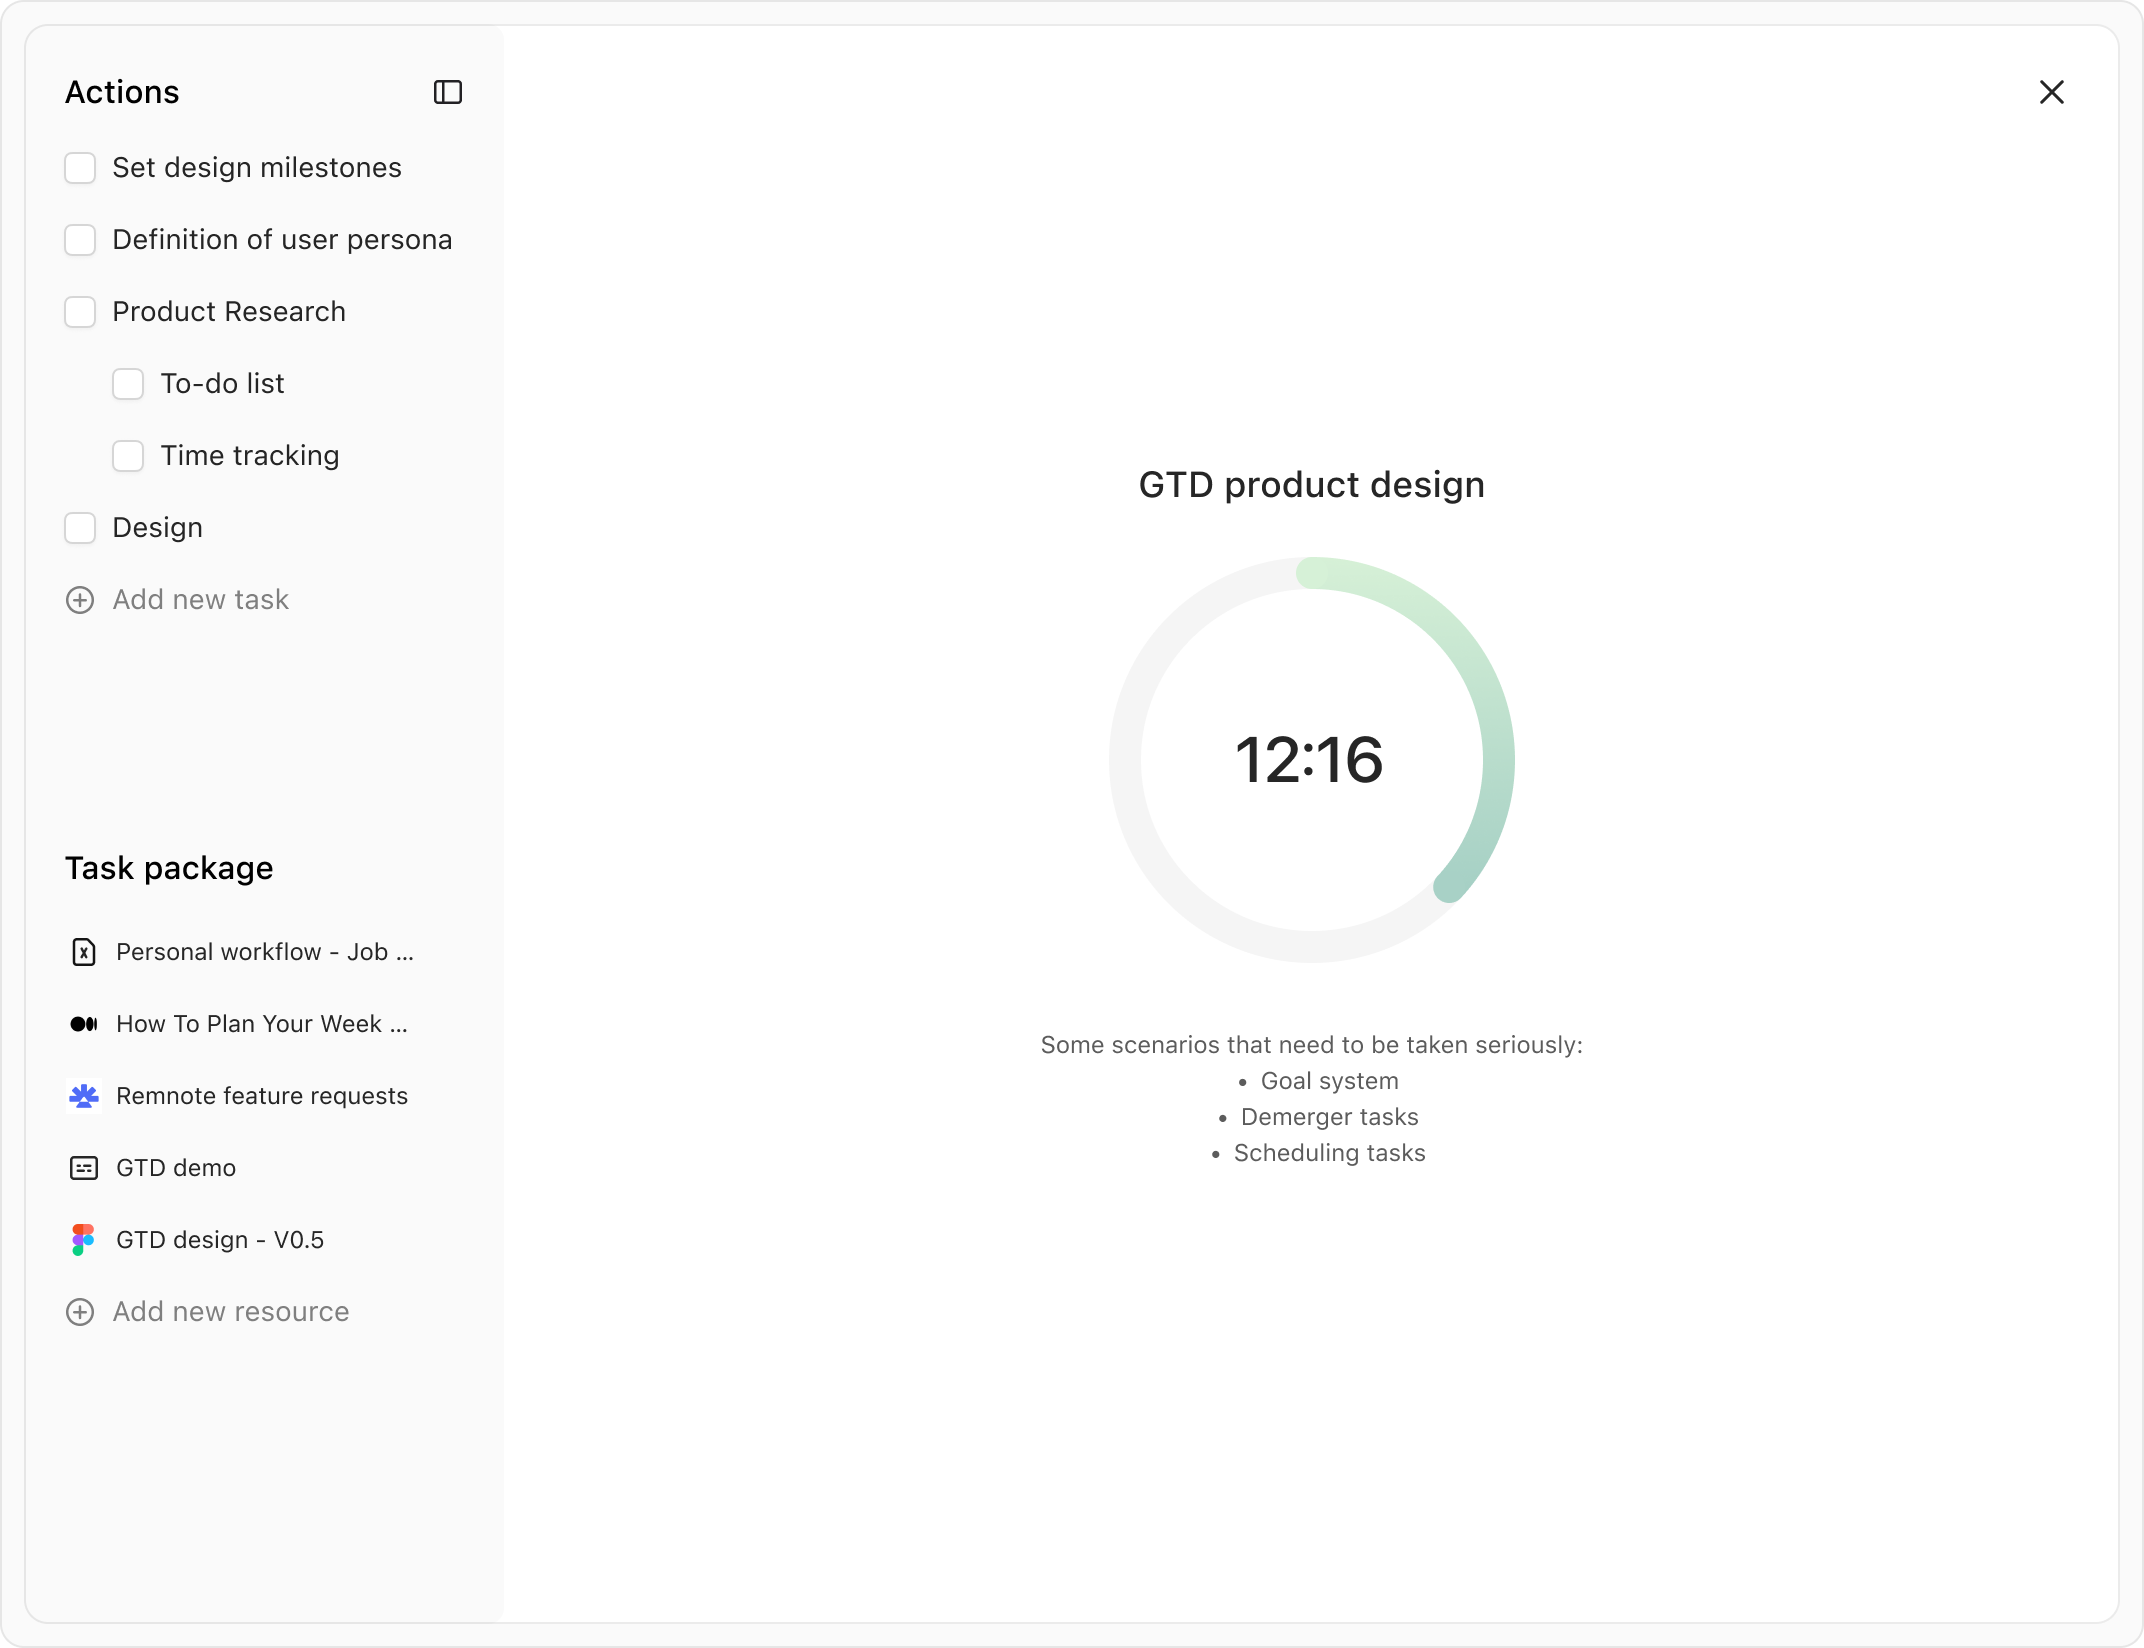 Actions
Set design milestones
Definition of user persona
Product Research
To-do list
Time tracking
Design
Add new task
Task package
Personal workflow - Job ...
How To Plan Your Week ...
Remnote feature requests
GTD demo
GTD design - V0.5
Add new resource
GTD product design
12:16
Some scenarios that need to be taken seriously:
• Goal system
• Demerger tasks
• Scheduling tasks